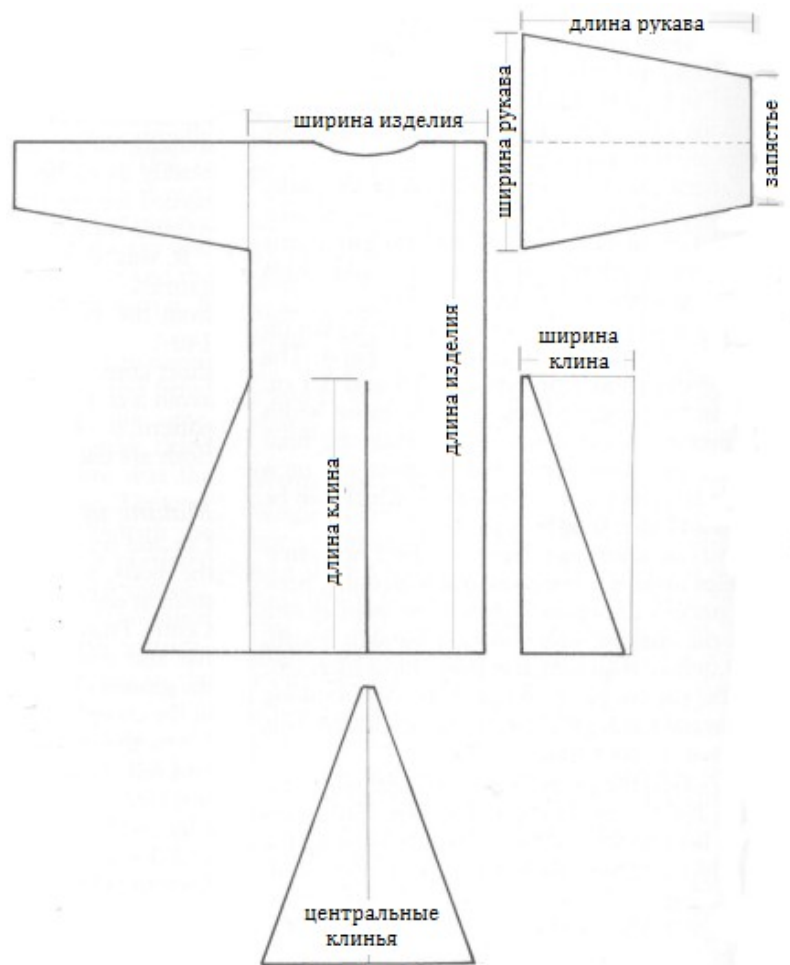 длина рукава
ширина рукава
запястье
ширина изделия
длина изделия
ширина
клина
длина клина
центральные
клинья